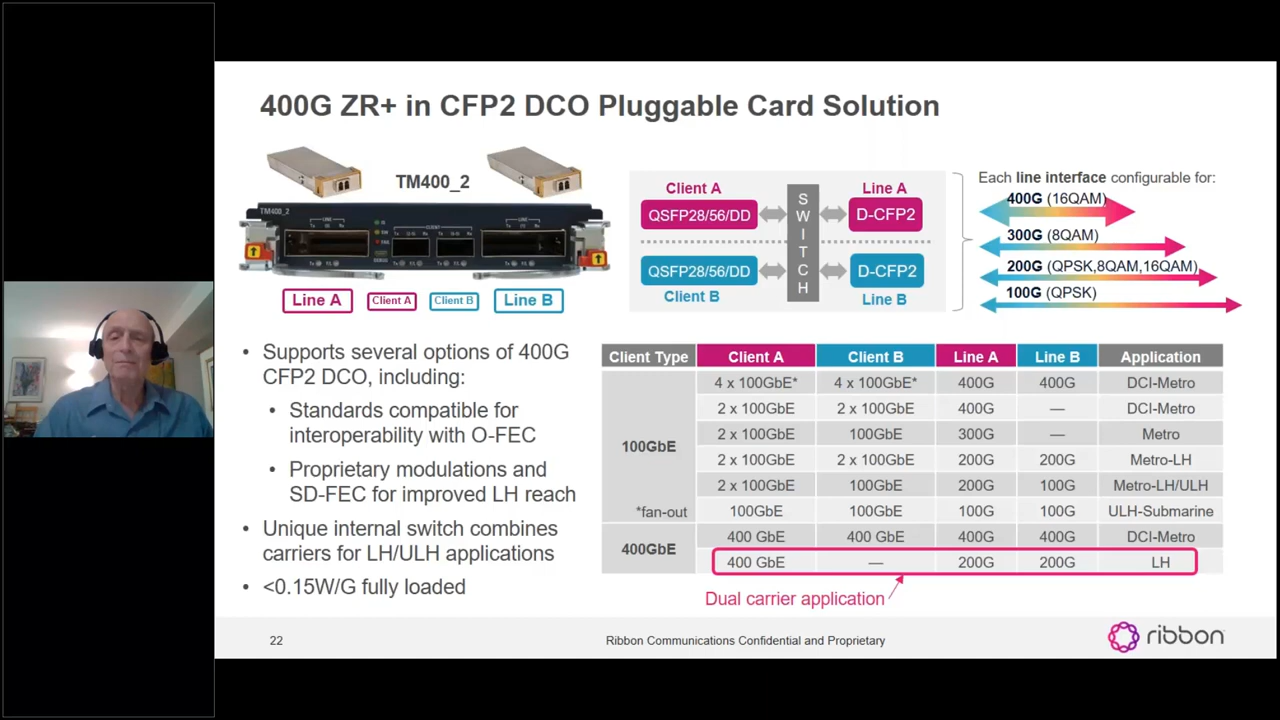 400G ZR+ in CFP2 DCO Pluggable Card Solution
TM400_2
TM400_2
Line A
Client A
Client B
Line B
Client A
Line A
QSFP28/56/DD
D-CFP2
SWITCH
QSFP28/56/DD
D-CFP2
Client B
Line B
Each line interface configurable for:
400G (16QAM)
300G (8QAM)
200G (QPSK,8QAM,16QAM)
100G (QPSK)
• Supports several options of 400G
CFP2 DCO, including:
• Standards compatible for
interoperability with O-FEC
• Proprietary modulations and
SD-FEC for improved LH reach
• Unique internal switch combines
carriers for LH/ULH applications
• <0.15W/G fully loaded
Client Type Client A Client B Line A Line B Application
100GbE
4 x 100GbE* 4 x 100GbE* 400G 400G DCI-Metro
2 x 100GbE 2 x 100GbE 400G — DCI-Metro
2 x 100GbE 100GbE 300G — Metro
2 x 100GbE 2 x 100GbE 200G 200G Metro-LH
2 x 100GbE 100GbE 200G 100G Metro-LH/ULH
*fan-out 100GbE 100GbE 100G 100G ULH-Submarine
400GbE
400 GbE 400 GbE 400G 400G DCI-Metro
400 GbE — 200G 200G LH
Dual carrier application
22
Ribbon Communications Confidential and Proprietary
ribbon